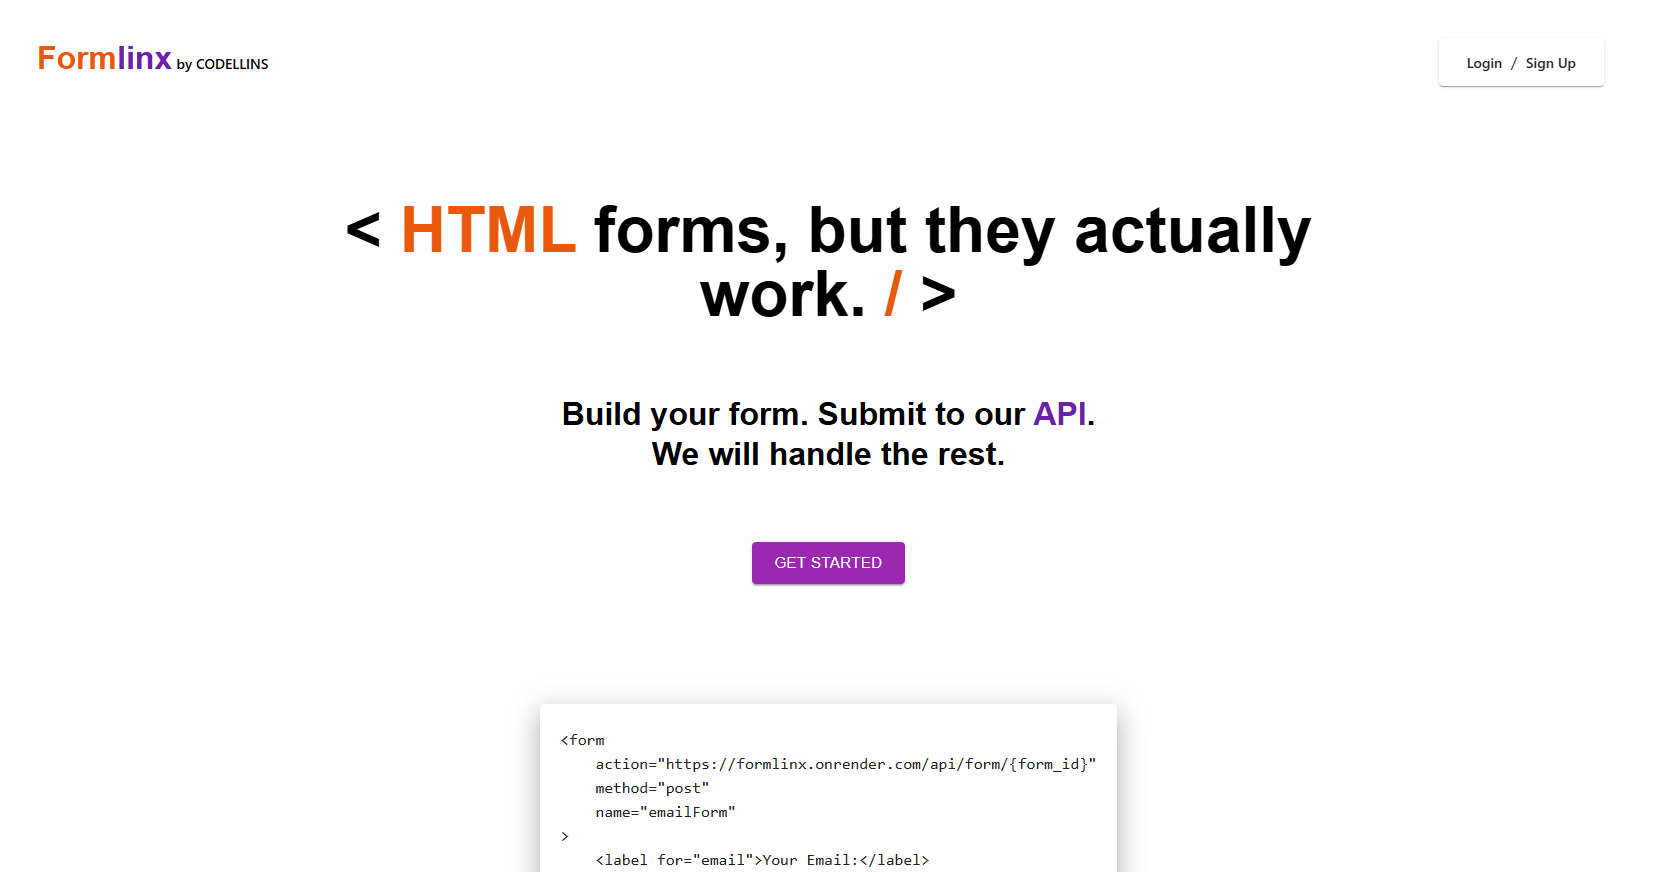 Formlinx by CODELLINS
Login / Sign Up
< HTML forms, but they actually
work. / >
Build your form. Submit to our API.
We will handle the rest.
GET STARTED
<form
action="https://formlinx.onrender.com/api/form/{form_id}"
method="post"
name="emailForm"
>
<label for="email">Your Email:</label>